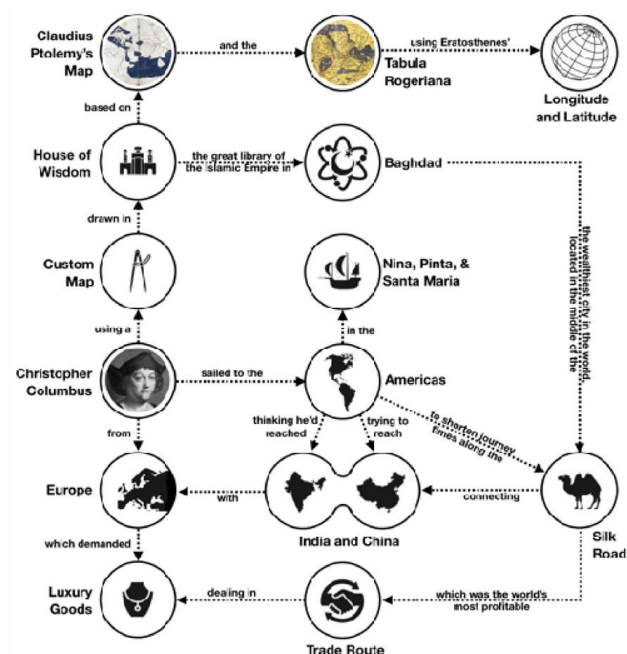 Claudius
Ptolemy's
Map
and the
Tabula
Rogeriana
using Eratosthenes'
Longitude
and Latitude
based on
House of
Wisdom
the great library of
the Islamic Empire in
Baghdad
the wealthiest city in the world,
located in the middle of the
drawn in
Custom
Map
Nina, Pinta, &
Santa Maria
using a
in the
Christopher
Columbus
sailed to the
Americas
from
thinking he'd
reached
trying to
reach
to shorten journey
times along the
Europe
with
India and China
connecting
Silk
Road
which demanded
Luxury
Goods
dealing in
Trade Route
which was the world's
most profitable